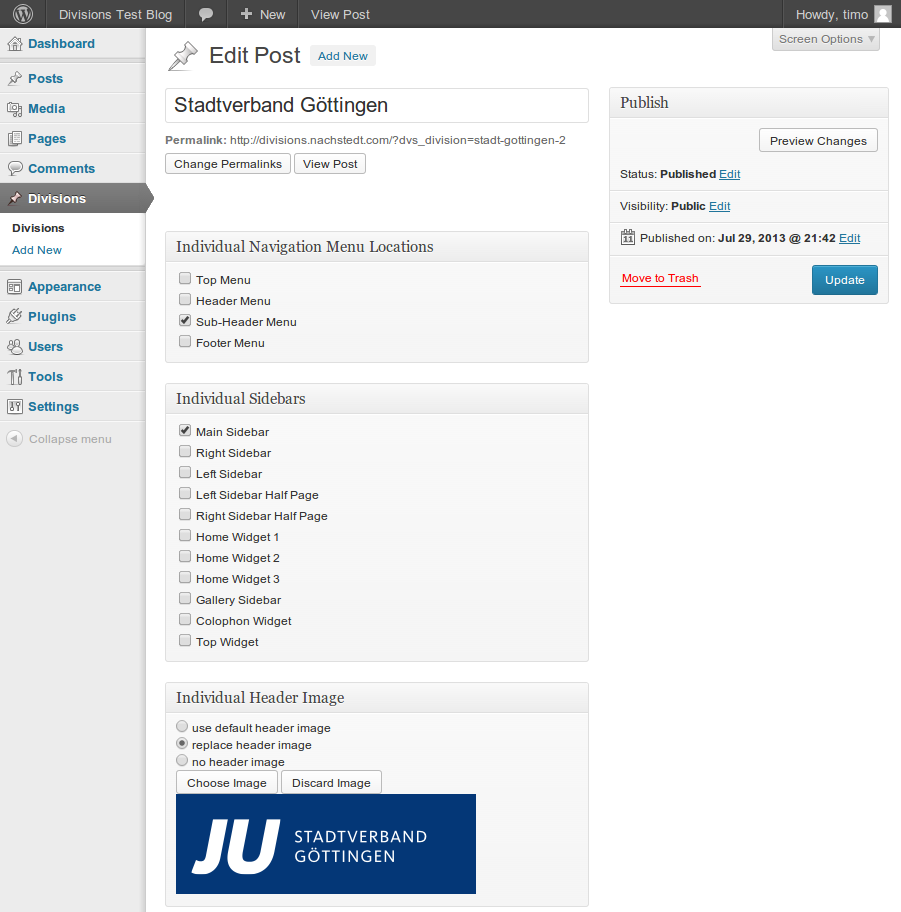 Divisions Test Blog
New
View Post
Howdy, timo
Screen Options
Dashboard
Posts
Media
Pages
Comments
Divisions
Divisions
Add New
Appearance
Plugins
Users
Tools
Settings
Collapse menu
Edit Post Add New
Stadtverband Göttingen
Permalink: http://divisions.nachstedt.com/?dvs_division=stadt-gottingen-2
Change Permalinks View Post
Individual Navigation Menu Locations
Top Menu
Header Menu
Sub-Header Menu
Footer Menu
Individual Sidebars
Main Sidebar
Right Sidebar
Left Sidebar
Left Sidebar Half Page
Right Sidebar Half Page
Home Widget 1
Home Widget 2
Home Widget 3
Gallery Sidebar
Colophon Widget
Top Widget
Individual Header Image
use default header image
replace header image
no header image
Choose Image Discard Image
JU STADTVERBAND
GÖTTINGEN
Publish
Preview Changes
Status: Published Edit
Visibility: Public Edit
11 Published on: Jul 29, 2013 @ 21:42 Edit
Move to Trash Update